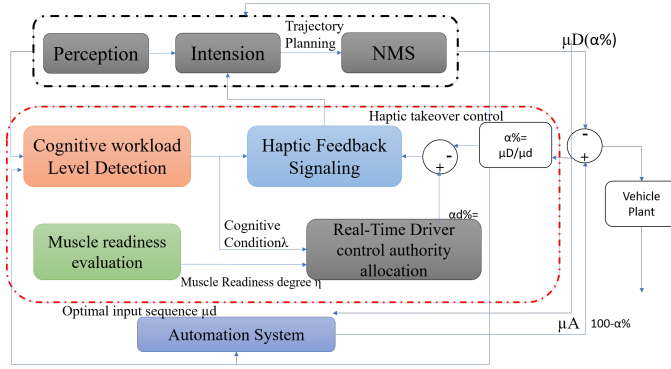 Perception
Intension
Trajectory
Planning
NMS
µD(α%)
Haptic takeover control
Cognitive workload
Level Detection
Haptic Feedback
Signaling
-
+
α%=
µD/µd
-
+
Vehicle
Plant
Muscle readiness
evaluation
Cognitive
Conditionλ
αd%=
Real-Time Driver
control authority
allocation
Muscle Readiness degree η
Optimal input sequence µd
Automation System
µA
100-α%